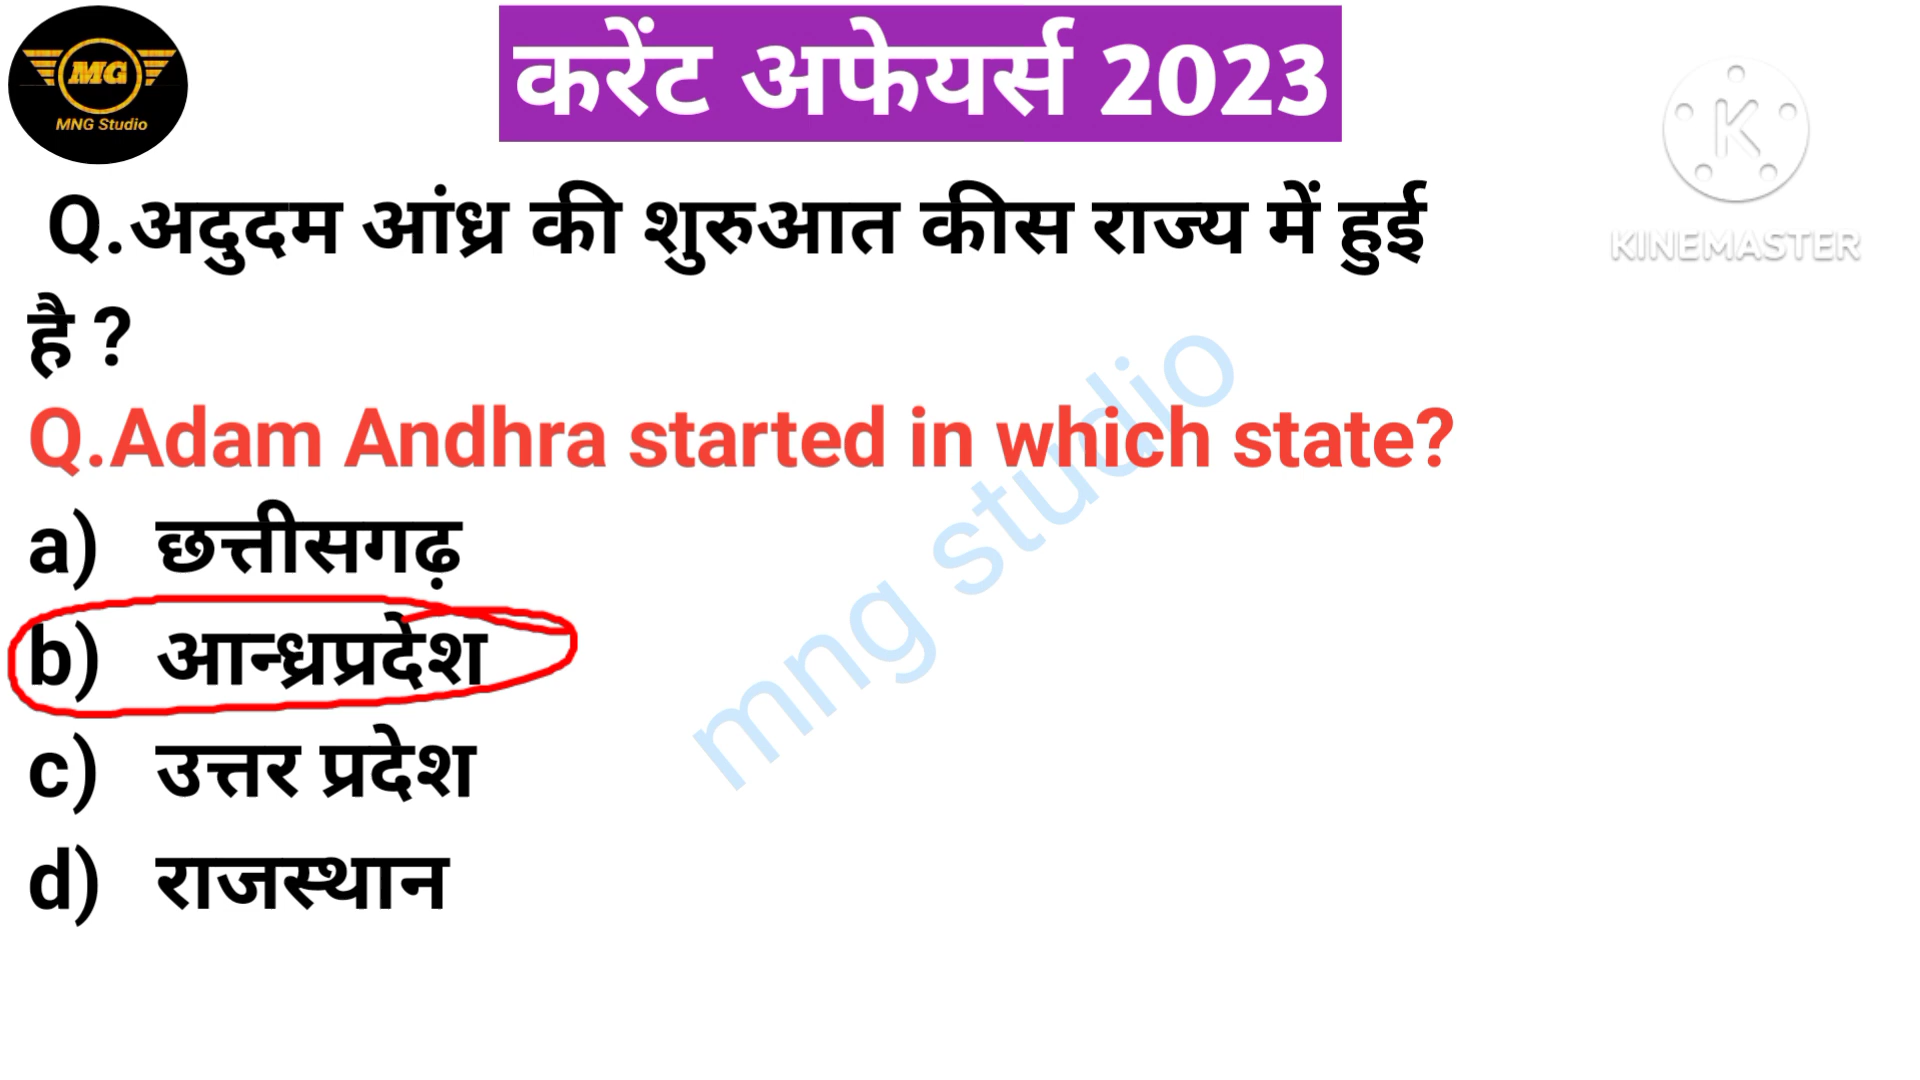 MG
MNG Studio
करेंट अफेयर्स 2023
K
KINEMASTER
Q.अदुदम आंध्र की शुरुआत कीस राज्य में हुई
है ?
Q.Adam Andhra started in which state?
a) छत्तीसगढ़
b) आन्ध्रप्रदेश
c) उत्तर प्रदेश
d) राजस्थान
mng studio